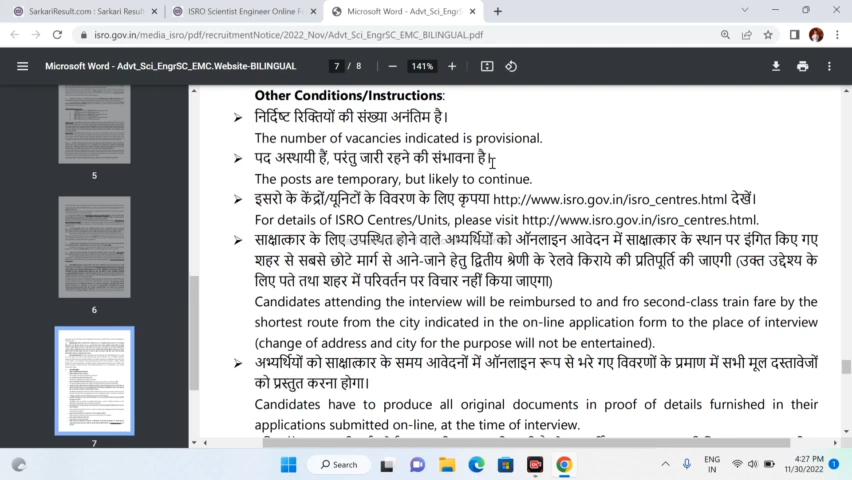 SarkariResult.com : Sarkari Result
ISRO Scientist Engineer Online F
Microsoft Word - Advt_Sci_EngrS
isro.gov.in/media_isro/pdf/recruitmentNotice/2022_Nov/Advt_Sci_EngrSC_EMC_BILINGUAL.pdf
Microsoft Word - Advt_Sci_EngrSC_EMC.Website-BILINGUAL
7 / 8
141%
Other Conditions/Instructions:
निर्दिष्ट रिक्तियों की संख्या अनंतिम है।
The number of vacancies indicated is provisional.
पद अस्थायी हैं, परंतु जारी रहने की संभावना है।
The posts are temporary, but likely to continue.
इसरो के केंद्रों/यूनिटों के विवरण के लिए कृपया http://www.isro.gov.in/isro_centres.html देखें।
For details of ISRO Centres/Units, please visit http://www.isro.gov.in/isro_centres.html.
साक्षात्कार के लिए उपस्थित होने वाले अभ्यर्थियों को ऑनलाइन आवेदन में साक्षात्कार के स्थान पर इंगित किए गए
शहर से सबसे छोटे मार्ग से आने-जाने हेतु द्वितीय श्रेणी के रेलवे किराये की प्रतिपूर्ति की जाएगी (उक्त उद्देश्य के
लिए पते तथा शहर में परिवर्तन पर विचार नहीं किया जाएगा)
Candidates attending the interview will be reimbursed to and fro second-class train fare by the
shortest route from the city indicated in the on-line application form to the place of interview
(change of address and city for the purpose will not be entertained).
अभ्यर्थियों को साक्षात्कार के समय आवेदनों में ऑनलाइन रूप से भरे गए विवरणों के प्रमाण में सभी मूल दस्तावेजों
को प्रस्तुत करना होगा।
Candidates have to produce all original documents in proof of details furnished in their
applications submitted on-line, at the time of interview.
5
6
7
Search
ENG
IN
4:27 PM
11/30/2022
1